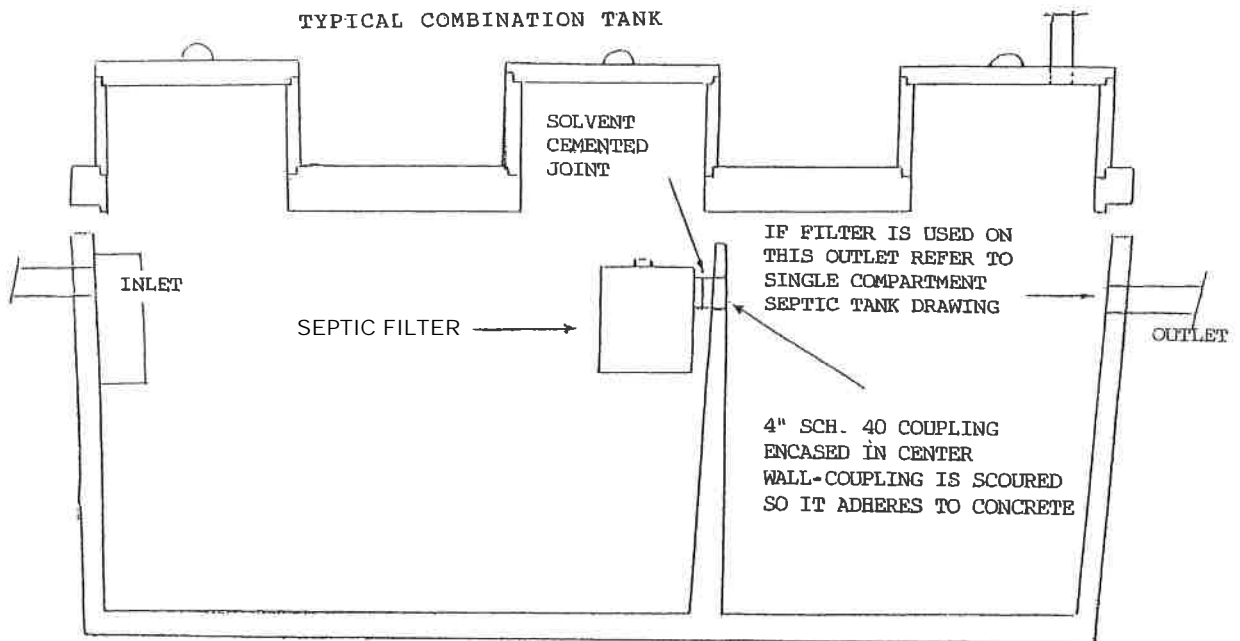 TYPICAL COMBINATION TANK
SOLVENT
CEMENTED
JOINT
IF FILTER IS USED ON
THIS OUTLET REFER TO
SINGLE COMPARTMENT
SEPTIC TANK DRAWING
INLET
SEPTIC FILTER
OUTLET
4" SCH. 40 COUPLING
ENCASED IN CENTER
WALL-COUPLING IS SCOURED
SO IT ADHERES TO CONCRETE